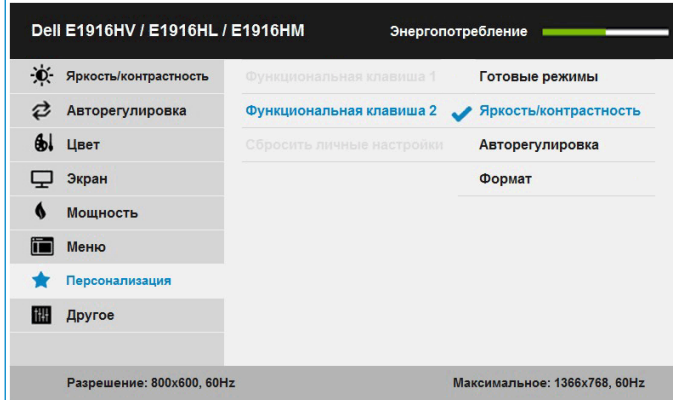 Dell E1916HV / E1916HL / E1916HM Энергопотребление
Яркость/контрастность Функциональная клавиша 1 Готовые режимы
Авторегулировка Функциональная клавиша 2 Яркость/контрастность
Цвет Сбросить личные настройки Авторегулировка
Экран Формат
Мощность
Меню
Персонализация
Другое
Разрешение: 800x600, 60Hz Максимальное: 1366x768, 60Hz